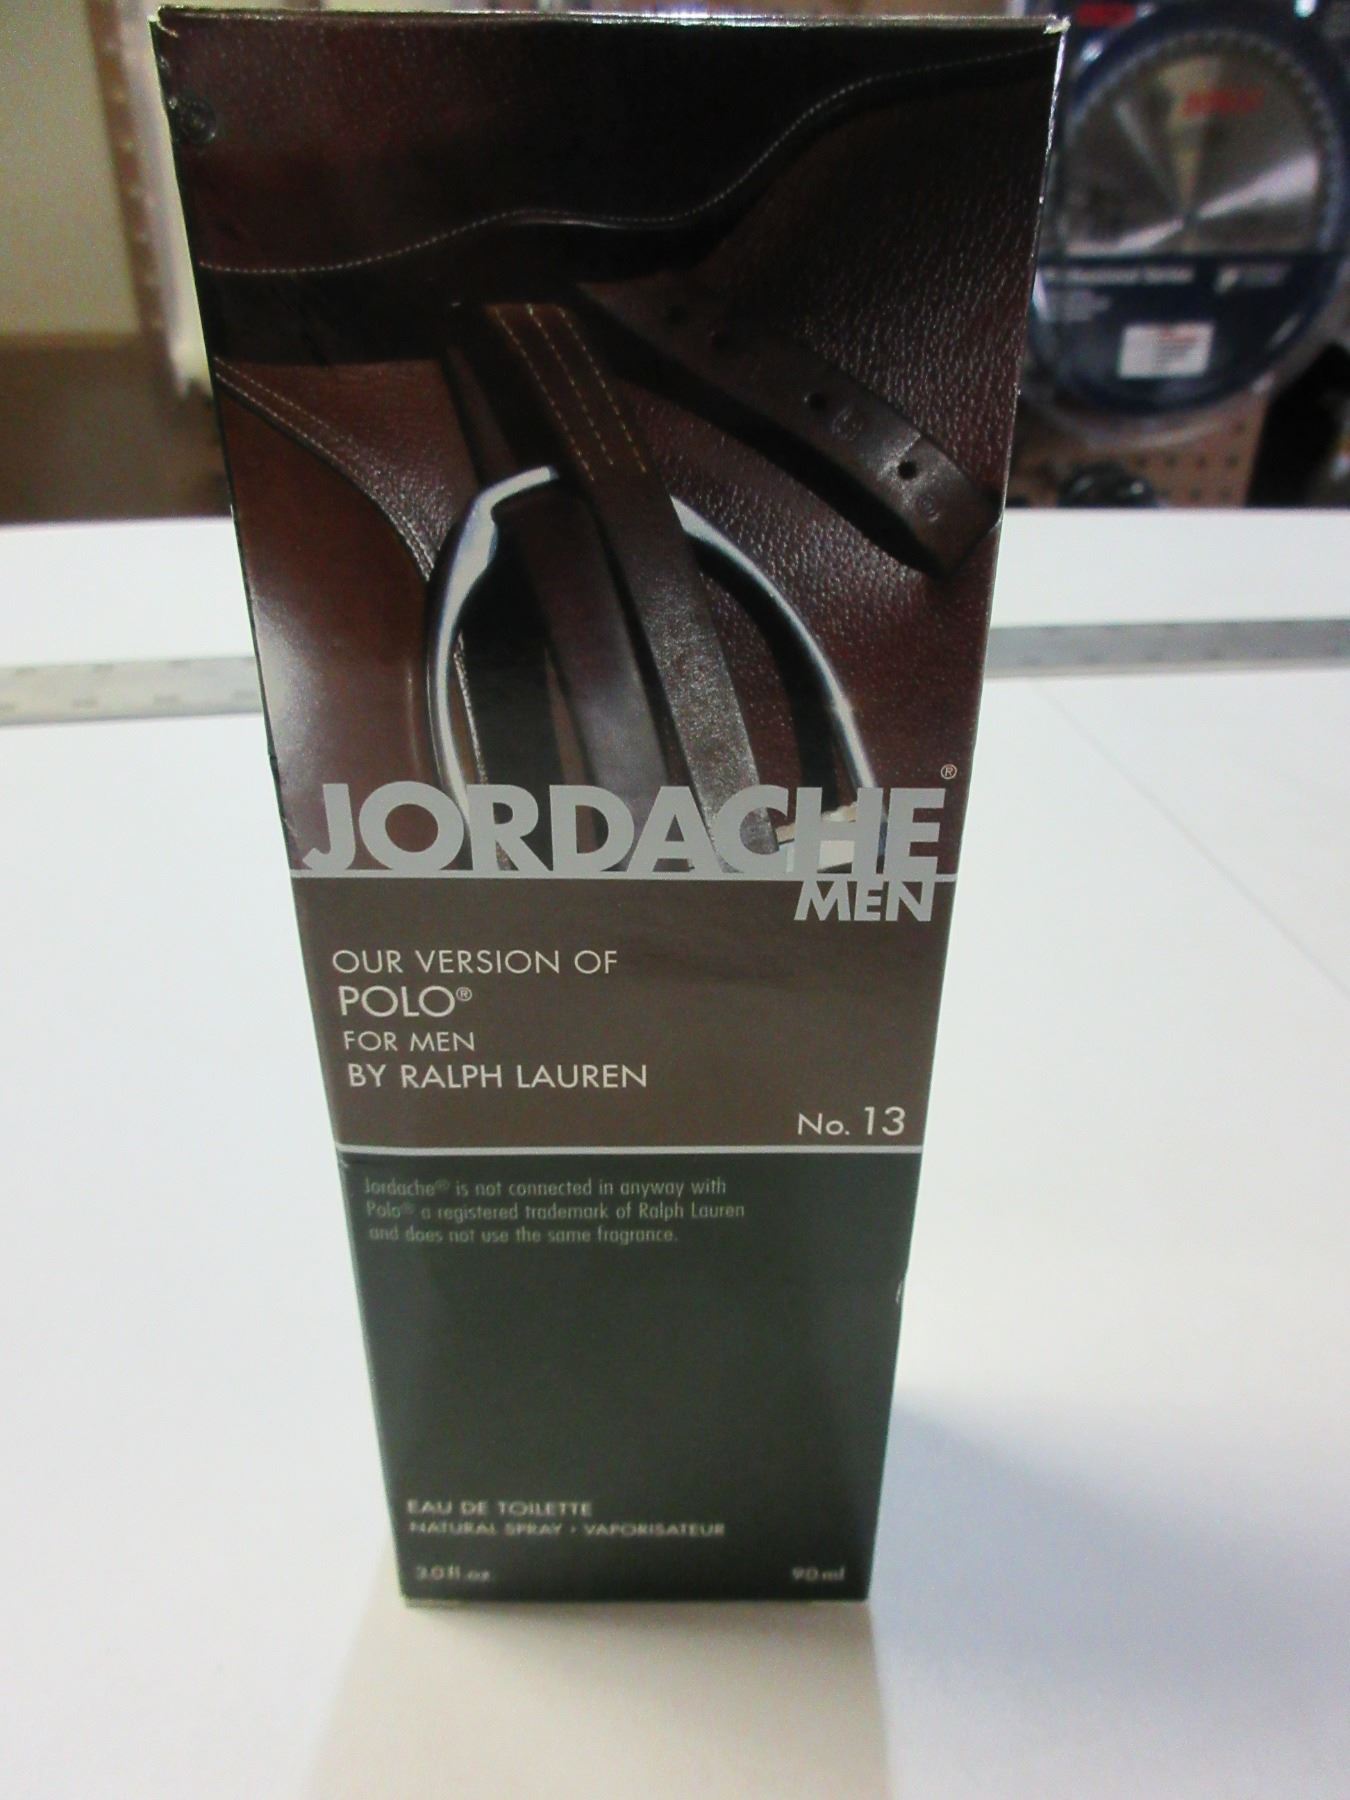 JORDACHE®
MEN
OUR VERSION OF
POLO®
FOR MEN
BY RALPH LAUREN
No. 13
Jordache® is not connected in anyway with
Polo® a registered trademark of Ralph Lauren
and does not use the same fragrance.
EAU DE TOILETTE
NATURAL SPRAY • VAPORISATEUR
3.0 fl oz. 90 ml